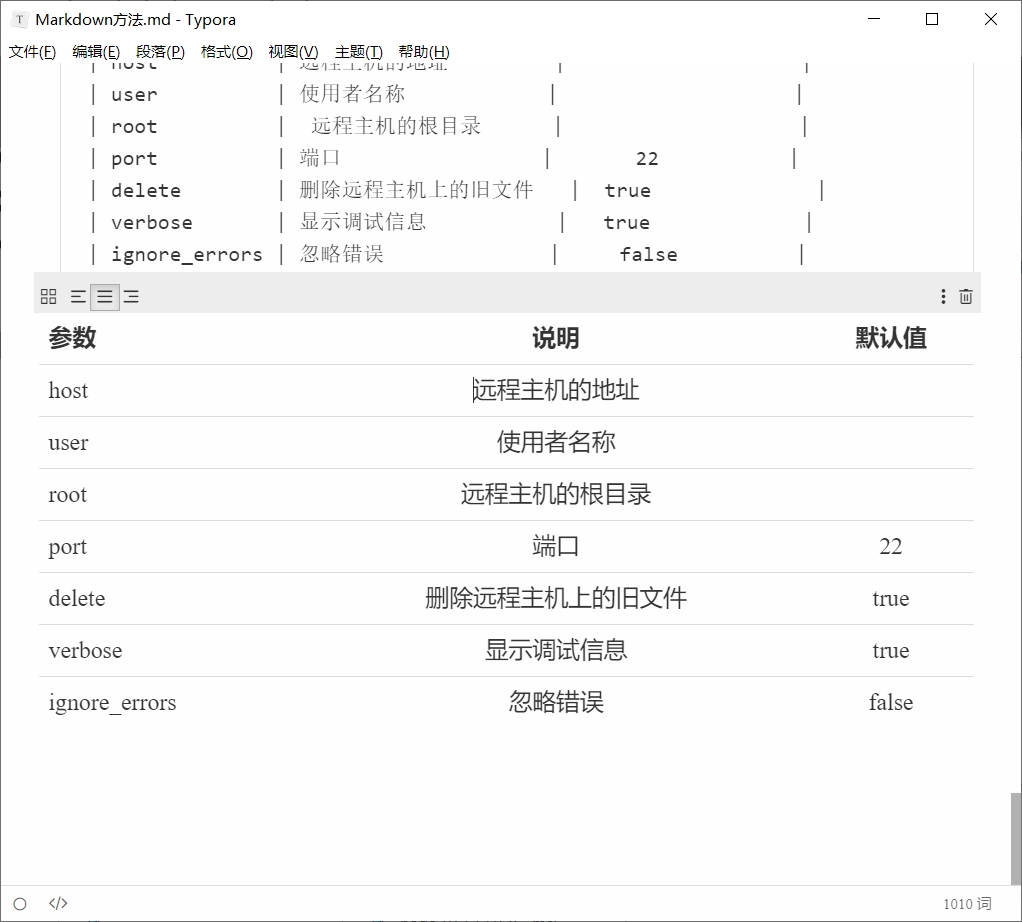 Markdown方法.md - Typora
文件(F) 编辑(E) 段落(P) 格式(O) 视图(V) 主题(T) 帮助(H)
| host | 远程主机的地址 | |
| user | 使用者名称 | |
| root | 远程主机的根目录 | |
| port | 端口 | 22 |
| delete | 删除远程主机上的旧文件 | true |
| verbose | 显示调试信息 | true |
| ignore_errors | 忽略错误 | false |
参数 说明 默认值
host 远程主机的地址
user 使用者名称
root 远程主机的根目录
port 端口 22
delete 删除远程主机上的旧文件 true
verbose 显示调试信息 true
ignore_errors 忽略错误 false
</> 1010 词